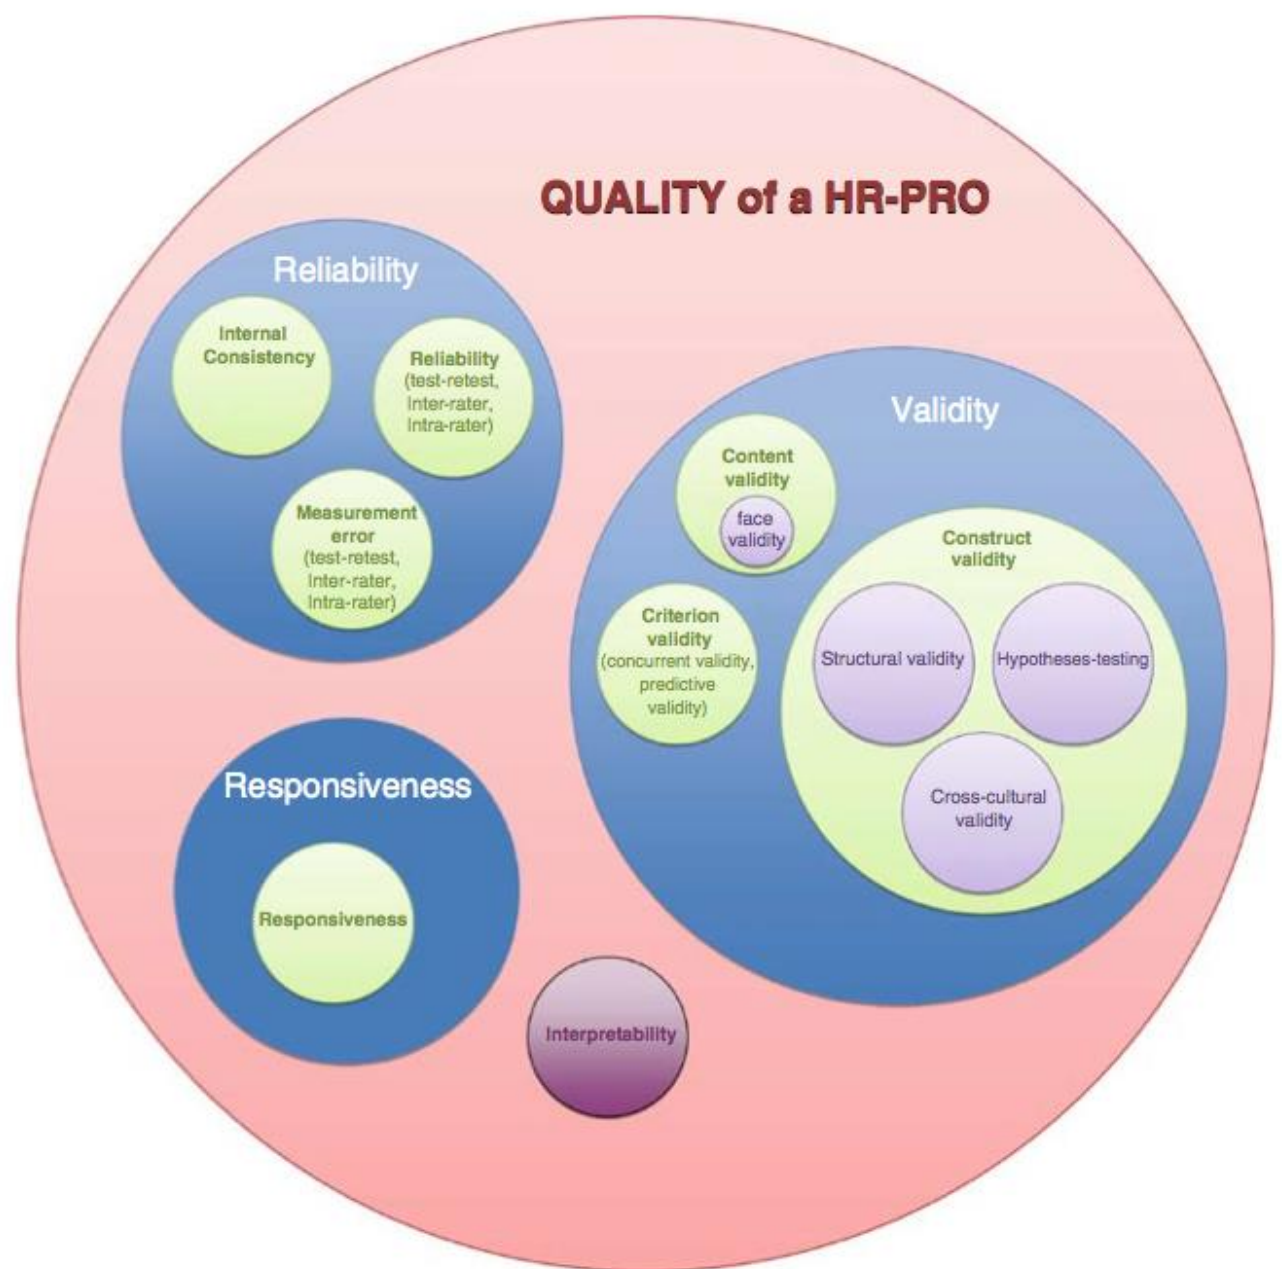 QUALITY of a HR-PRO
Reliability
Internal
Consistency
Reliability
(test-retest,
Inter-rater,
Intra-rater)
Measurement
error
(test-retest,
Inter-rater,
Intra-rater)
Validity
Content
validity
face
validity
Criterion
validity
(concurrent validity,
predictive
validity)
Construct
validity
Structural validity
Hypotheses-testing
Cross-cultural
validity
Responsiveness
Responsiveness
Interpretability